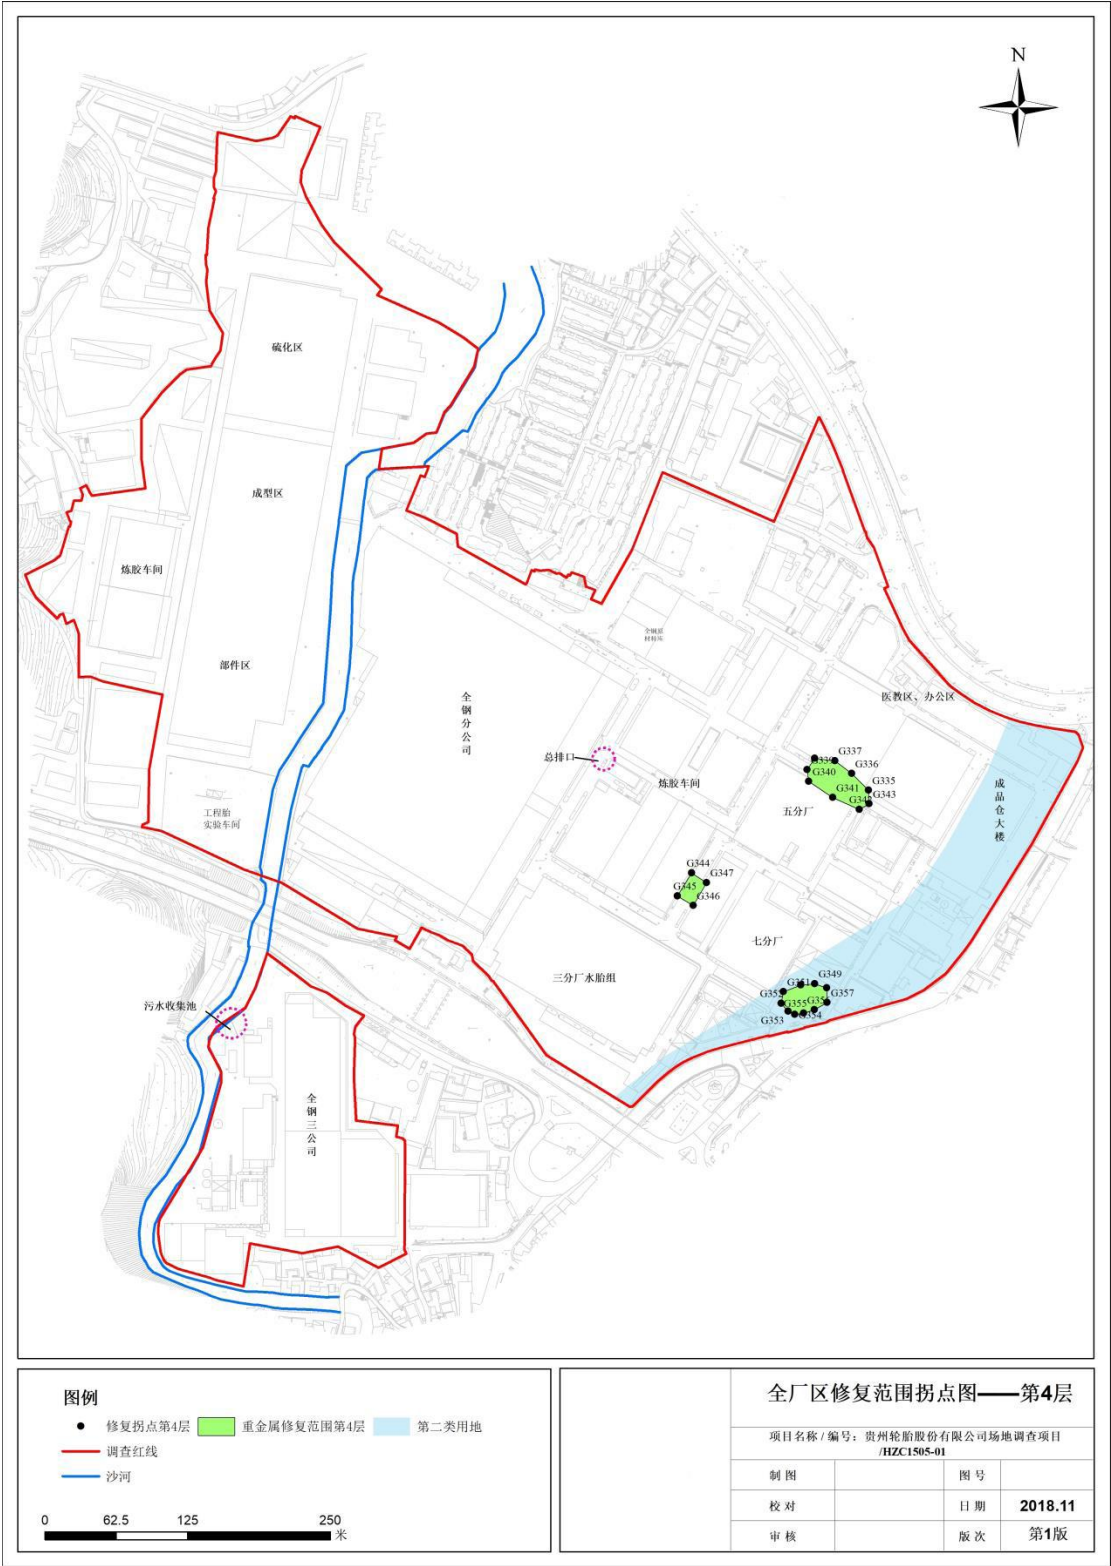 N
硫化区
成型区
炼胶车间
部件区
全钢分公司
医教区、办公区
总排口
炼胶车间
G337
G336
G340
G335
G341
G343
五分厂
成品仓大楼
工程胎
实验车间
G344
G347
G345
G346
七分厂
三分厂水胎组
G349
G351
G352
G357
G355
G353
G354
污水收集池
全钢三公司
图例
修复拐点第4层
重金属修复范围第4层
第二类用地
调查红线
沙河
0 62.5 125 250
米
全厂区修复范围拐点图——第4层
项目名称/编号：贵州轮胎股份有限公司场地调查项目
/HZC1505-01
制图
图号
校对
日期
2018.11
审核
版次
第1版